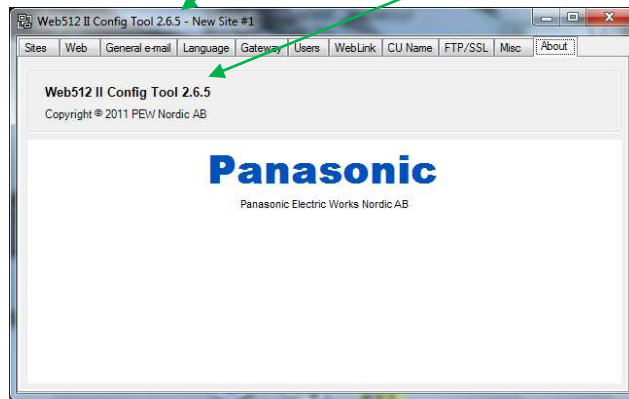 Web512 II Config Tool 2.6.5 - New Site #1
Sites Web General e-mail Language Gateway Users WebLink CU Name FTP/SSL Misc About
Web512 II Config Tool 2.6.5
Copyright © 2011 PEW Nordic AB
Panasonic
Panasonic Electric Works Nordic AB